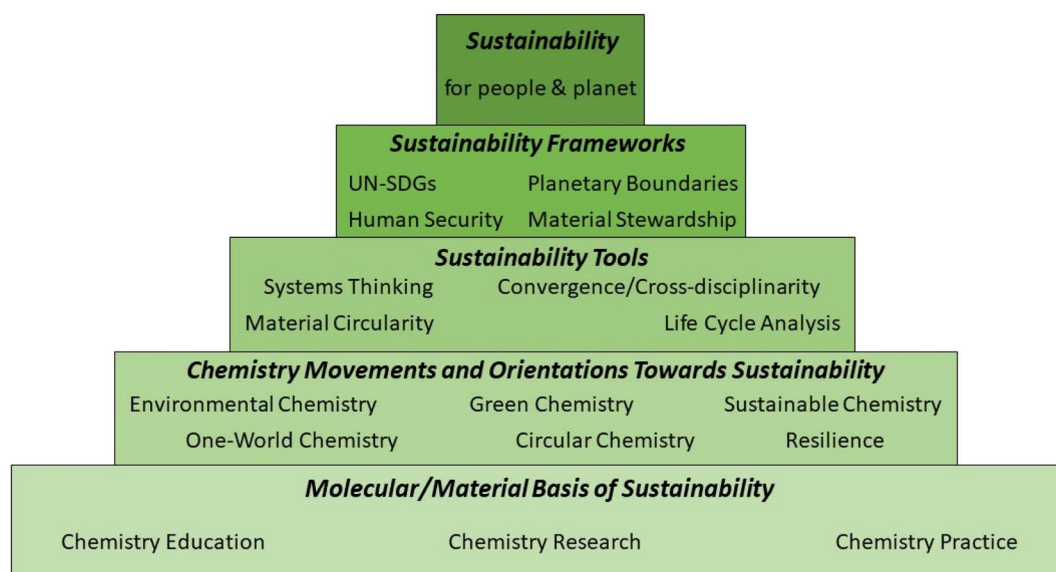 Sustainability
for people & planet
Sustainability Frameworks
UN-SDGs Planetary Boundaries
Human Security Material Stewardship
Sustainability Tools
Systems Thinking Convergence/Cross-disciplinarity
Material Circularity Life Cycle Analysis
Chemistry Movements and Orientations Towards Sustainability
Environmental Chemistry Green Chemistry Sustainable Chemistry
One-World Chemistry Circular Chemistry Resilience
Molecular/Material Basis of Sustainability
Chemistry Education Chemistry Research Chemistry Practice